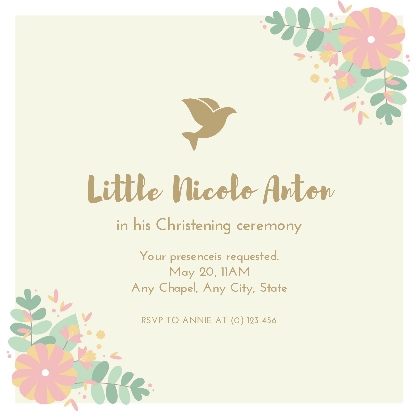 Little Nicolo Anton
in his Christening ceremony
Your presenceis requested.
May 20, 11AM
Any Chapel, Any City, State
RSVP TO ANNIE AT (0) 123 456